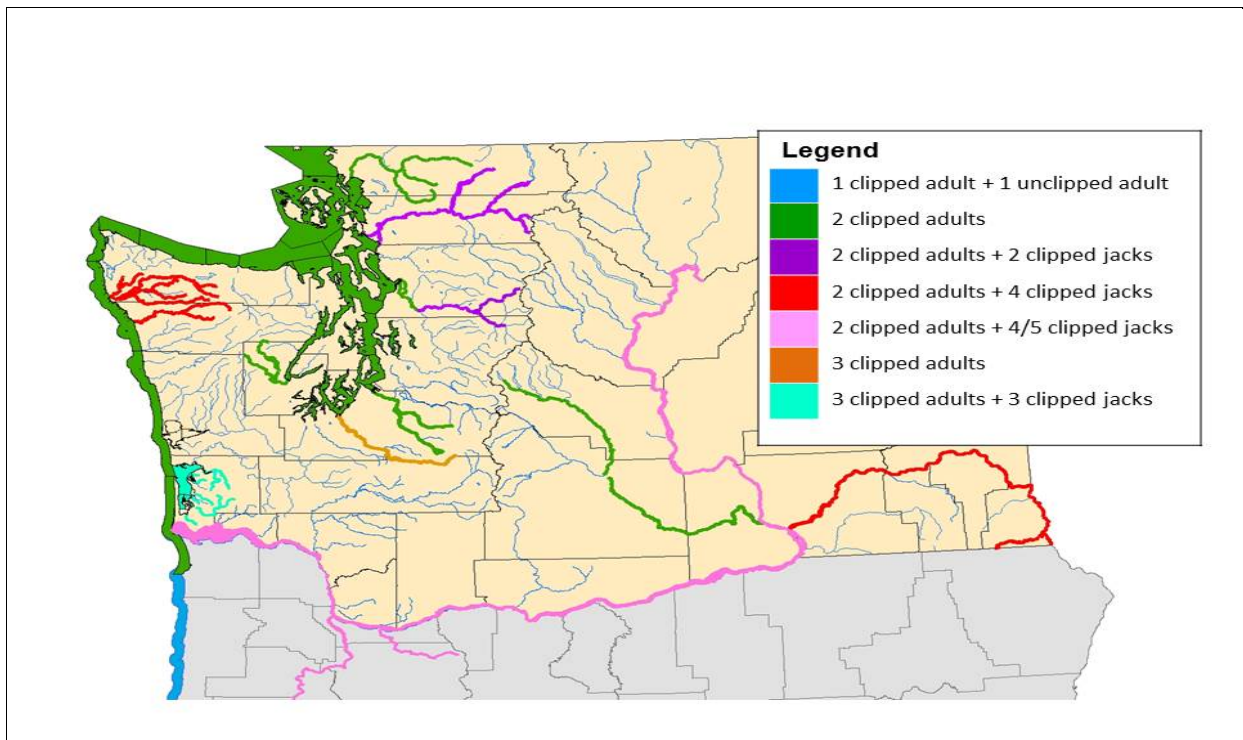 Legend
1 clipped adult + 1 unclipped adult
2 clipped adults
2 clipped adults + 2 clipped jacks
2 clipped adults + 4 clipped jacks
2 clipped adults + 4/5 clipped jacks
3 clipped adults
3 clipped adults + 3 clipped jacks